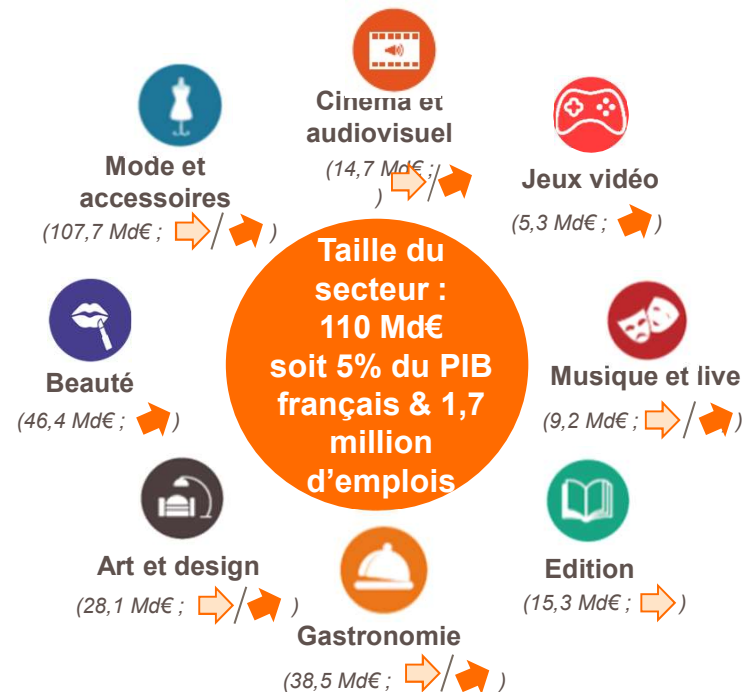 Cinéma et
audiovisuel
(14,7 Md€ ;
)
Mode et
accessoires
(107,7 Md€ ; / )
Jeux vidéo
(5,3 Md€ ; )
Taille du
secteur :
110 Md€
soit 5% du PIB
français & 1,7
million
d’emplois
Beauté
(46,4 Md€ ; )
Musique et live
(9,2 Md€ ; / )
Art et design
(28,1 Md€ ; / )
Edition
(15,3 Md€ ; )
Gastronomie
(38,5 Md€ ; / )